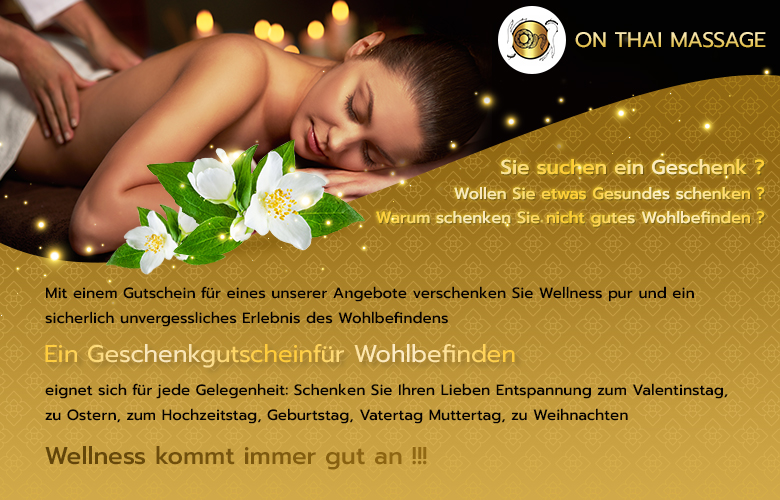 ON THAI MASSAGE
Sie suchen ein Geschenk ?
Wollen Sie etwas Gesundes schenken ?
Warum schenken Sie nicht gutes Wohlbefinden ?
Mit einem Gutschein für eines unserer Angebote verschenken Sie Wellness pur und ein
sicherlich unvergessliches Erlebnis des Wohlbefindens
Ein Geschenkgutscheinfür Wohlbefinden
eignet sich für jede Gelegenheit: Schenken Sie Ihren Lieben Entspannung zum Valentinstag,
zu Ostern, zum Hochzeitstag, Geburtstag, Vatertag Muttertag, zu Weihnachten
Wellness kommt immer gut an !!!